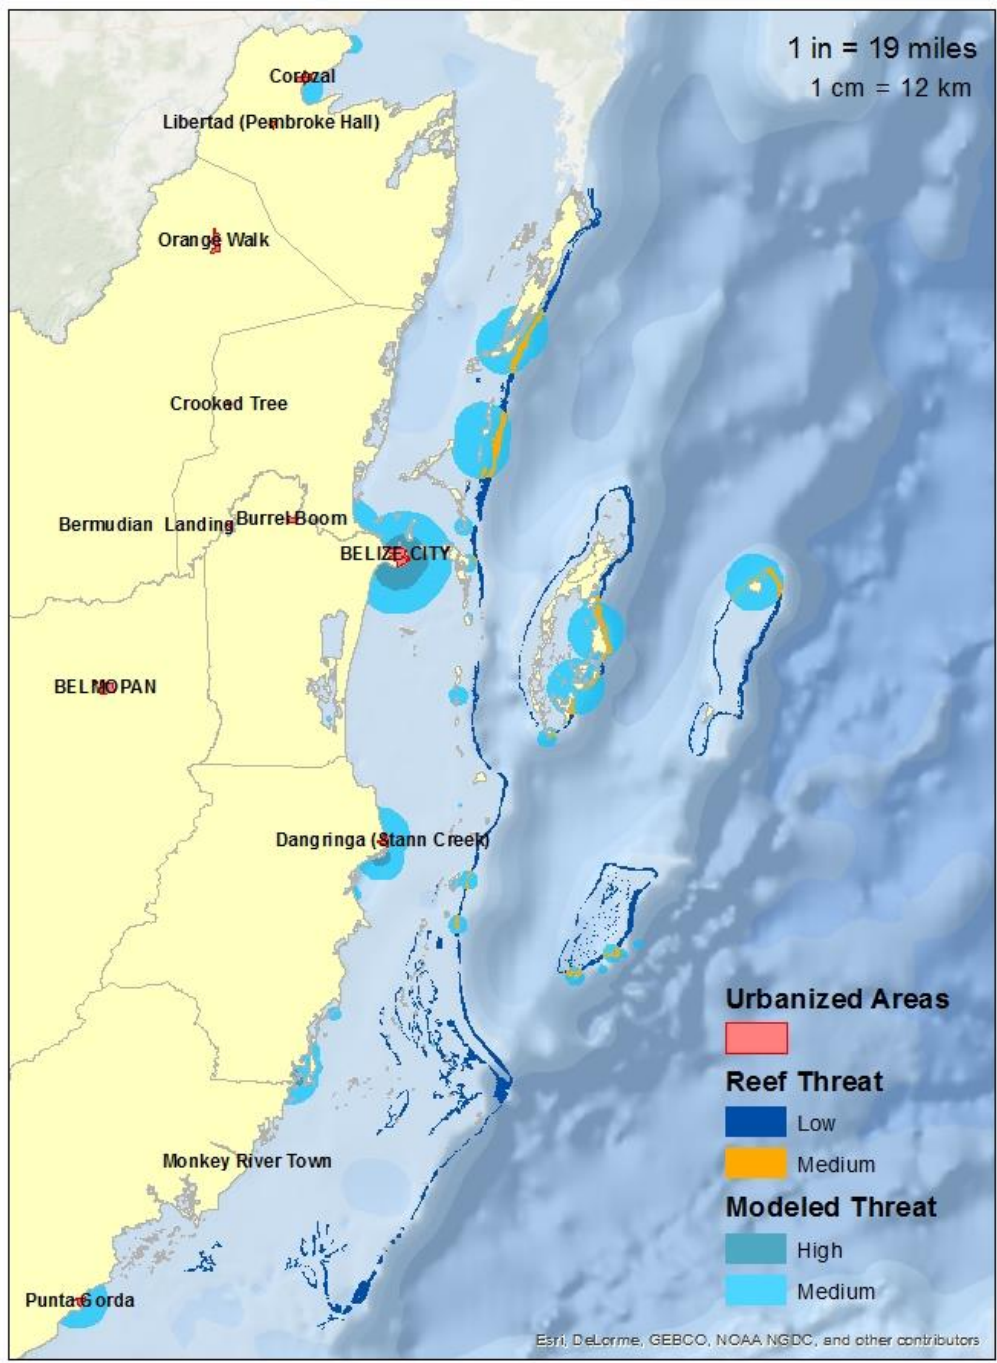 1 in = 19 miles
1 cm = 12 km
Corozal
Libertad (Pembroke Hall)
Orange Walk
Crooked Tree
Bermudian Landing
Burrel Boom
BELIZE CITY
BELMOPAN
Dangringa (Stann Creek)
Monkey River Town
Punta Gorda
Urbanized Areas
Reef Threat
Low
Medium
Modeled Threat
High
Medium
Esri, DeLorme, GEBCO, NOAA NGDC, and other contributors